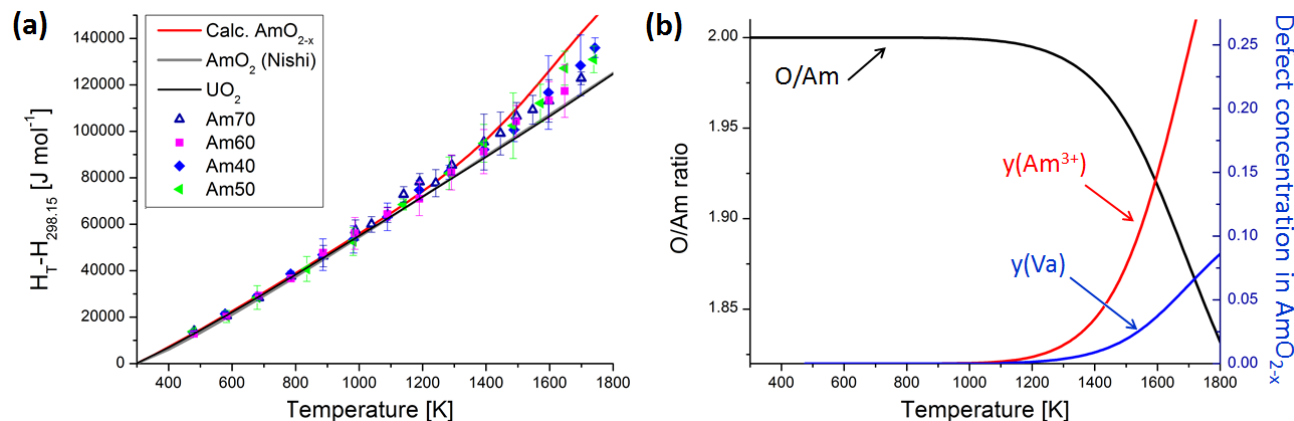 (a)
Calc. AmO2-x
AmO2 (Nishi)
UO2
Am70
Am60
Am40
Am50
140000
120000
100000
80000
60000
40000
20000
0
HT-H298.15 [J mol-1]
400 600 800 1000 1200 1400 1600 1800
Temperature [K]
(b)
2.00
1.95
1.90
1.85
O/Am ratio
O/Am
y(Am3+)
y(Va)
0.25
0.20
0.15
0.10
0.05
0.00
Defect concentration in AmO2-x
400 600 800 1000 1200 1400 1600 1800
Temperature [K]